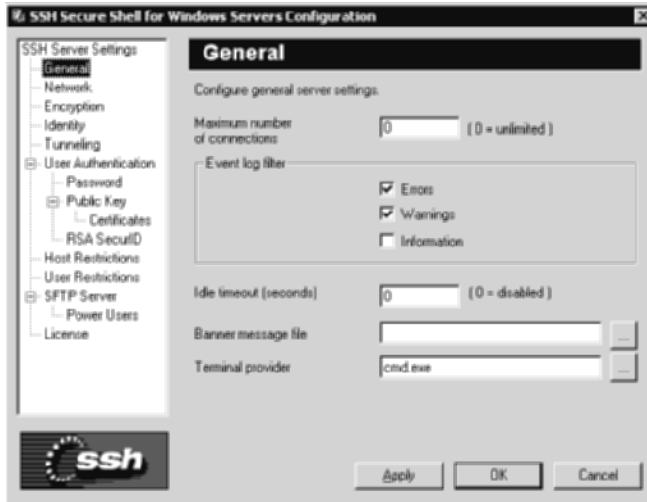 SSH Secure Shell for Windows Servers Configuration
SSH Server Settings
General
Network
Encryption
Identity
Tunneling
User Authentication
Password
Public Key
Certificates
RSA SecurID
Host Restrictions
User Restrictions
SFTP Server
Power Users
License
ssh
General
Configure general server settings.
Maximum number
of connections
0
( 0 = unlimited )
Event log filter
Errors
Warnings
Information
Idle timeout (seconds)
0
( 0 = disabled )
Banner message file
...
Terminal provider
cmd.exe
...
Apply
OK
Cancel